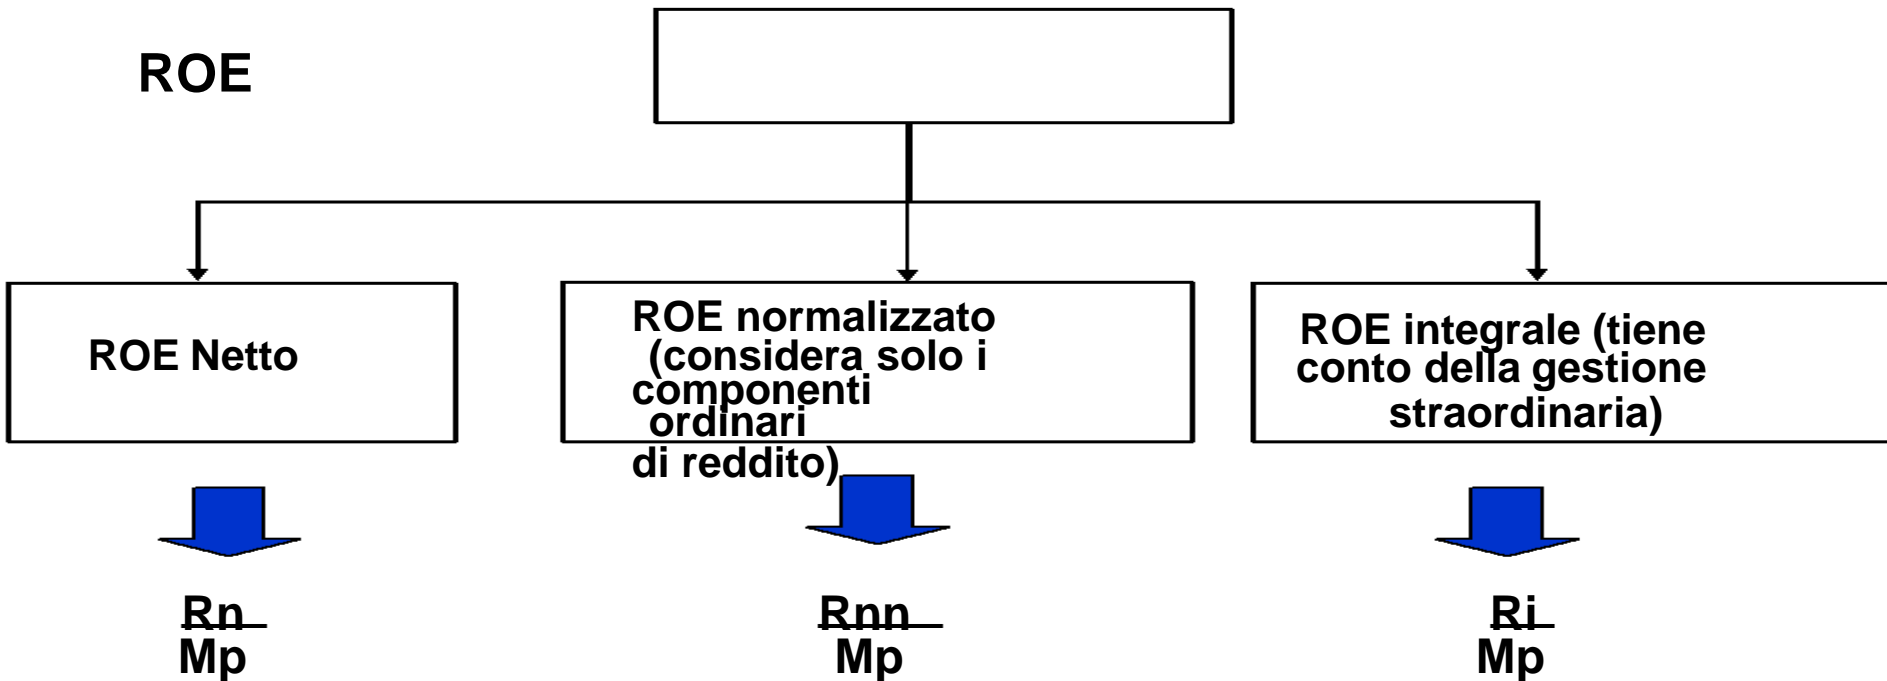 ROE
ROE Netto
ROE normalizzato
(considera solo i
componenti
ordinari
di reddito)
ROE integrale (tiene
conto della gestione
straordinaria)
Rn
Mp
Rnn
Mp
Ri
Mp